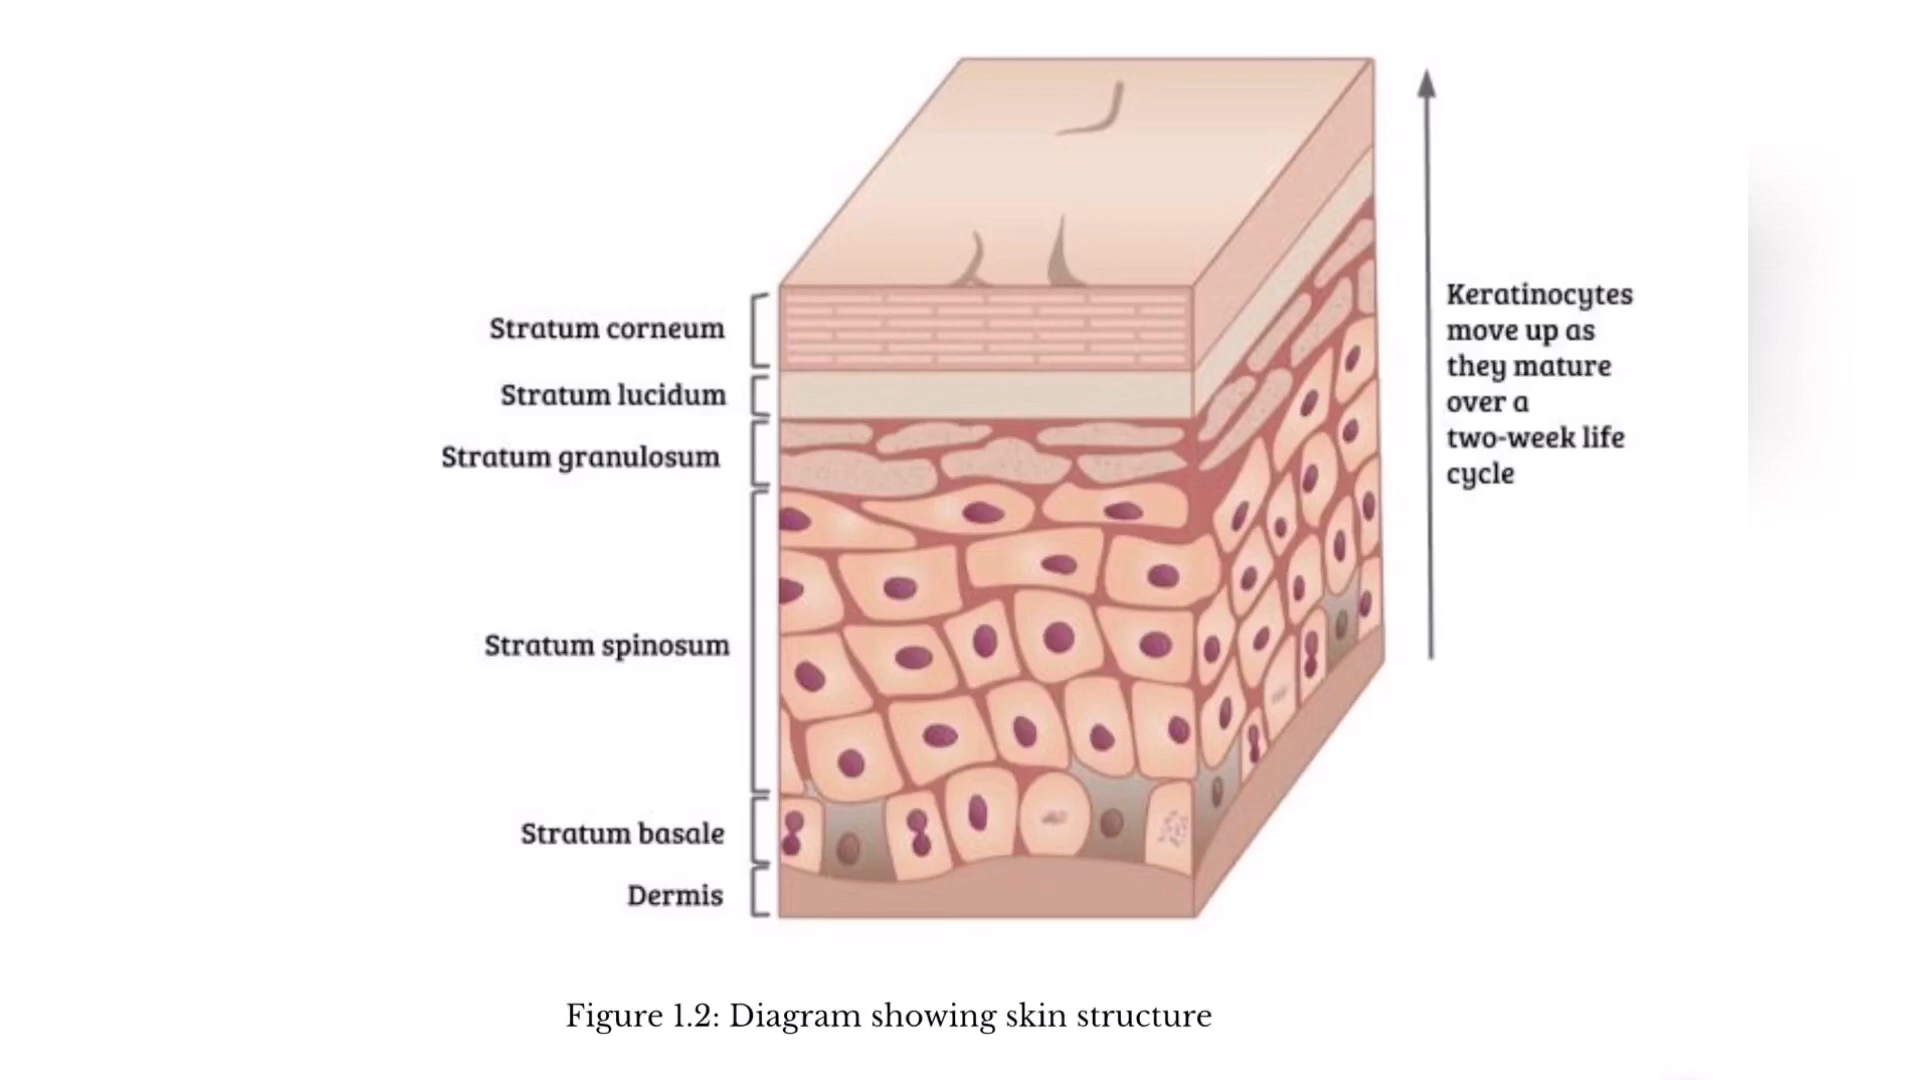 Stratum corneum
Stratum lucidum
Stratum granulosum
Stratum spinosum
Stratum basale
Dermis
Keratinocytes
move up as
they mature
over a
two-week life
cycle
Figure 1.2: Diagram showing skin structure